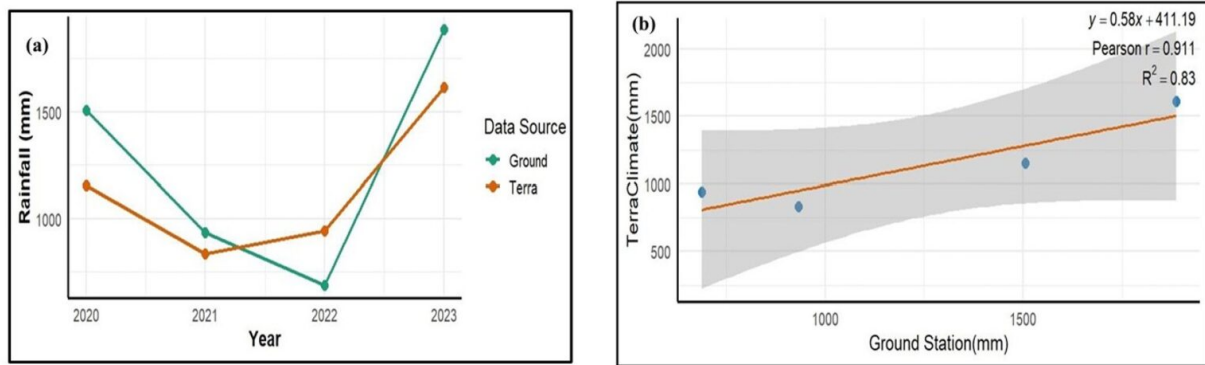 (a)
Rainfall (mm)
1500
1000
2020 2021 2022 2023
Year
Data Source
Ground
Terra
(b)
y = 0.58x + 411.19
Pearson r = 0.911
R² = 0.83
TerraClimate(mm)
2000
1500
1000
500
1000 1500
Ground Station(mm)